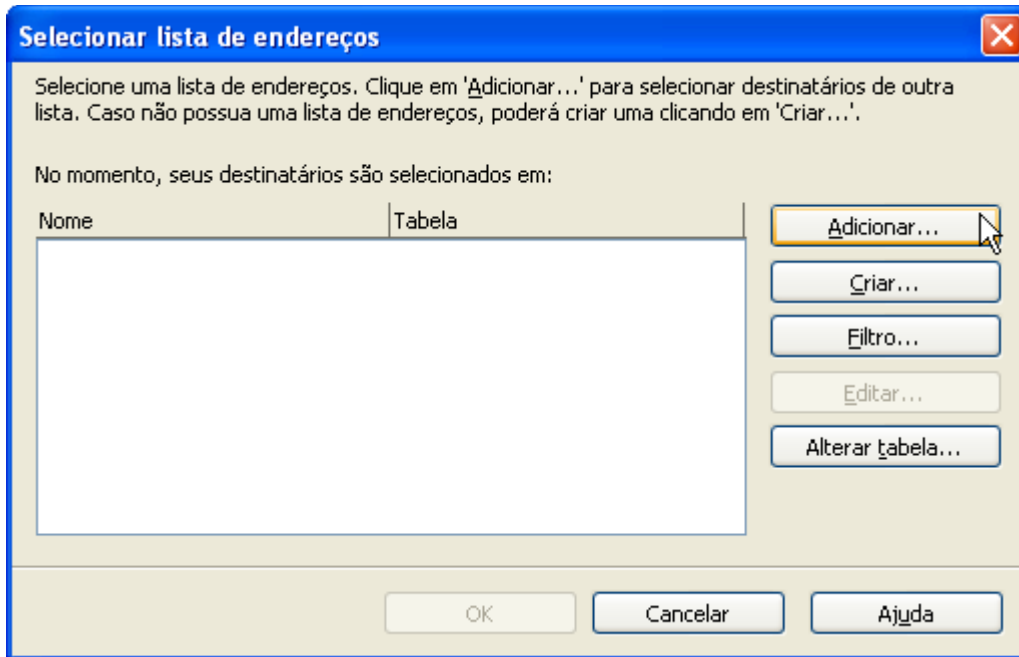 Selecionar lista de endereços
Selecione uma lista de endereços. Clique em 'Adicionar...' para selecionar destinatários de outra
lista. Caso não possua uma lista de endereços, poderá criar uma clicando em 'Criar...'.
No momento, seus destinatários são selecionados em:
Nome Tabela
Adicionar...
Criar...
Filtro...
Editar...
Alterar tabela...
OK Cancelar Ajuda